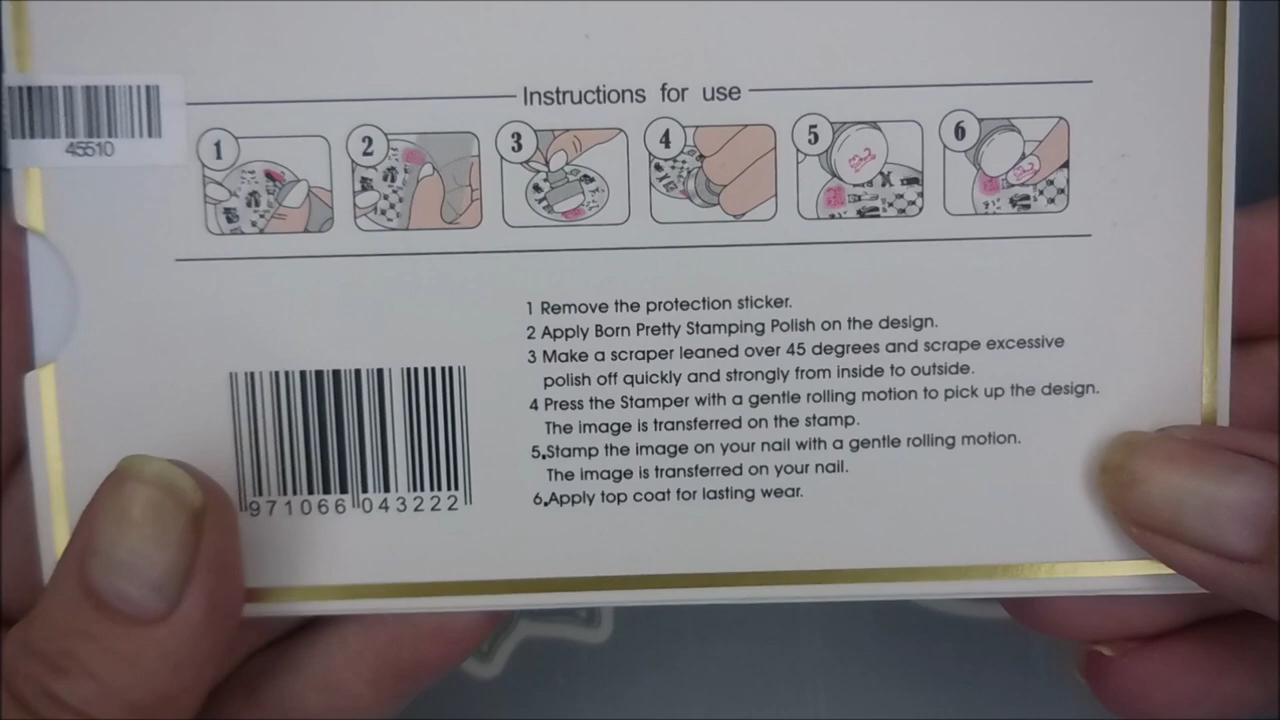 Instructions for use
45510
1
2
3
4
5
6
1 Remove the protection sticker.
2 Apply Born Pretty Stamping Polish on the design.
3 Make a scraper leaned over 45 degrees and scrape excessive
polish off quickly and strongly from inside to outside.
4 Press the Stamper with a gentle rolling motion to pick up the design.
The image is transferred on the stamp.
5.Stamp the image on your nail with a gentle rolling motion.
The image is transferred on your nail.
6.Apply top coat for lasting wear.
971066 043222